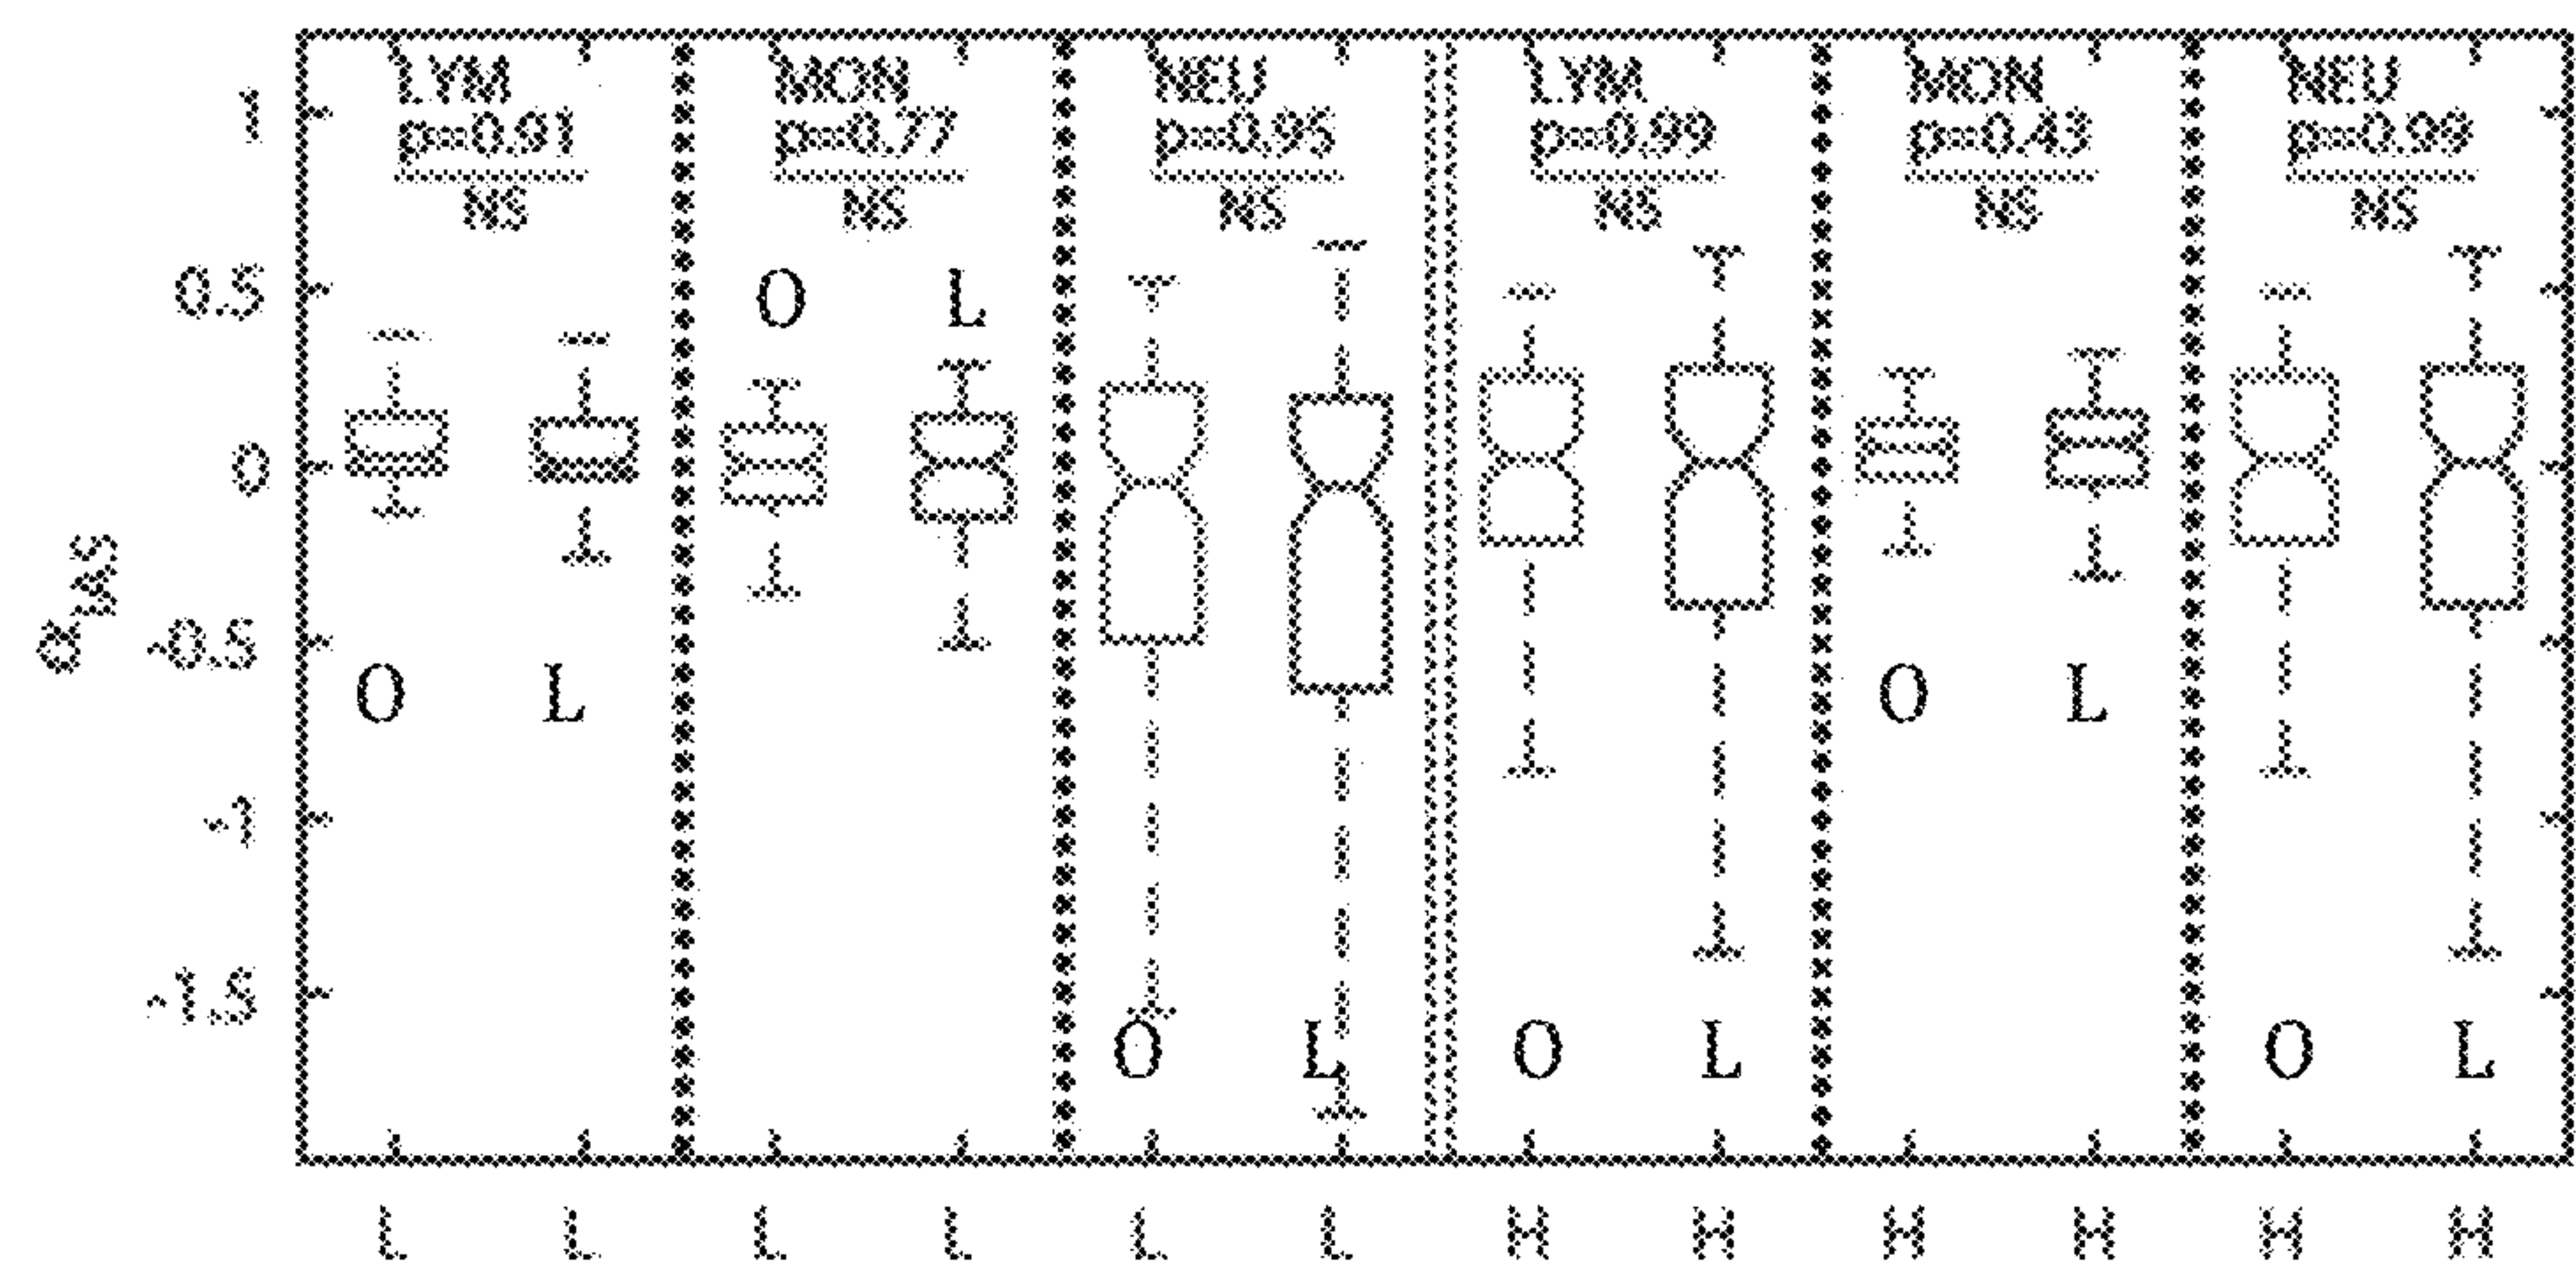 LYM MON NEU LYM MON NEU
p=0.91 p=0.77 p=0.95 p=0.99 p=0.43 p=0.99
NS NS NS NS NS NS
1
0.5
0
-0.5
-1
-1.5
O L
O L
O L
O L O L O L
L L L L L L H H H H H H